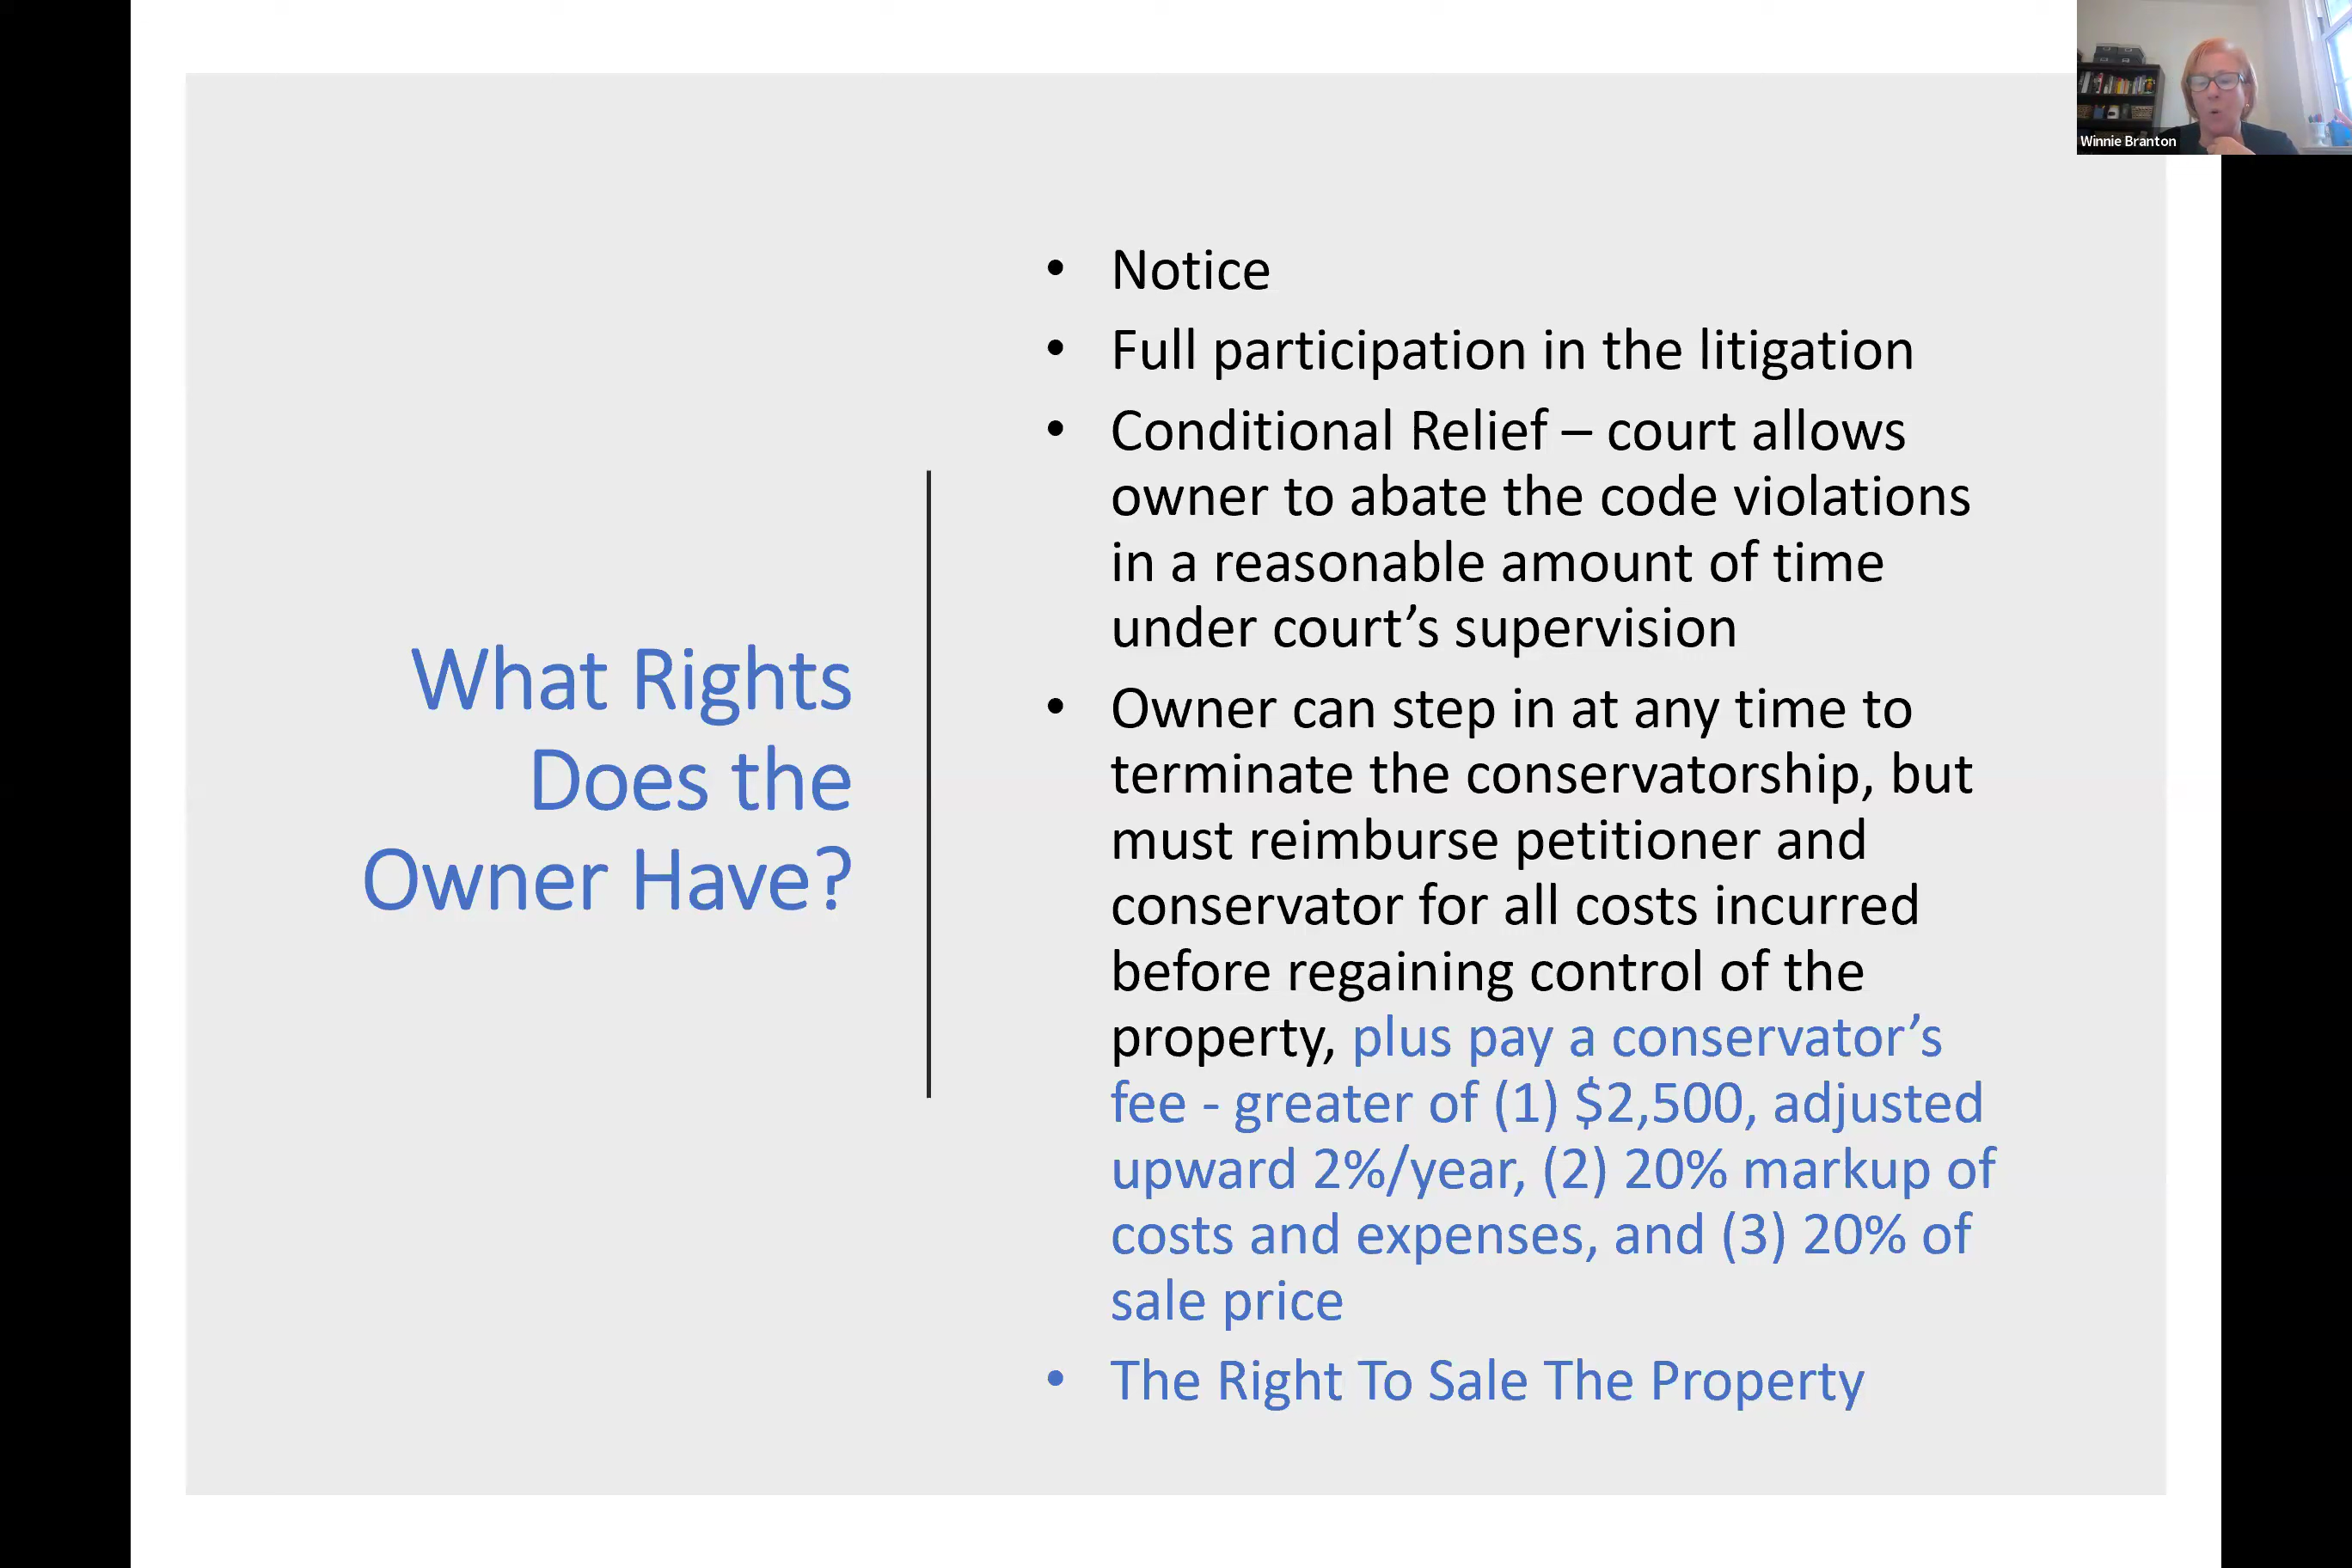 What Rights
Does the
Owner Have?
• Notice
• Full participation in the litigation
• Conditional Relief – court allows
owner to abate the code violations
in a reasonable amount of time
under court’s supervision
• Owner can step in at any time to
terminate the conservatorship, but
must reimburse petitioner and
conservator for all costs incurred
before regaining control of the
property, plus pay a conservator’s
fee - greater of (1) $2,500, adjusted
upward 2%/year, (2) 20% markup of
costs and expenses, and (3) 20% of
sale price
• The Right To Sale The Property
Winnie Branton